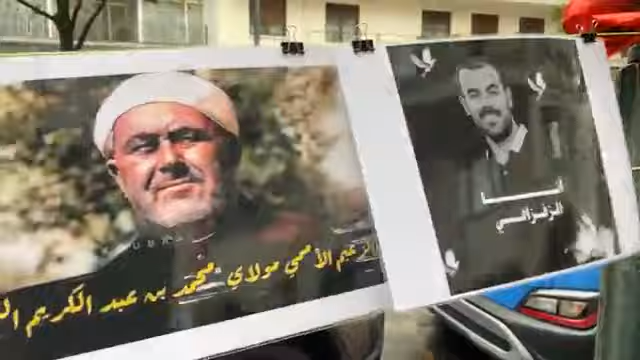 الزعيم الأممي مولاي محمد بن عبد الكريم
أنا
الزفزافي